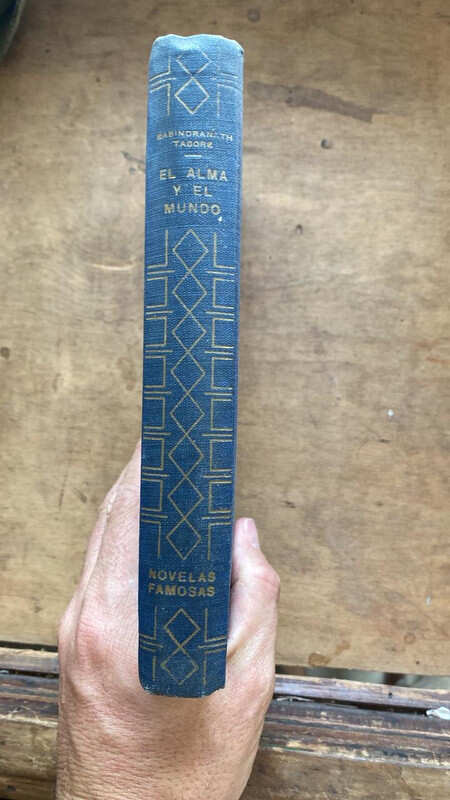 RABINDRANATH
TAGORE
EL ALMA
Y EL
MUNDO
NOVELAS
FAMOSAS